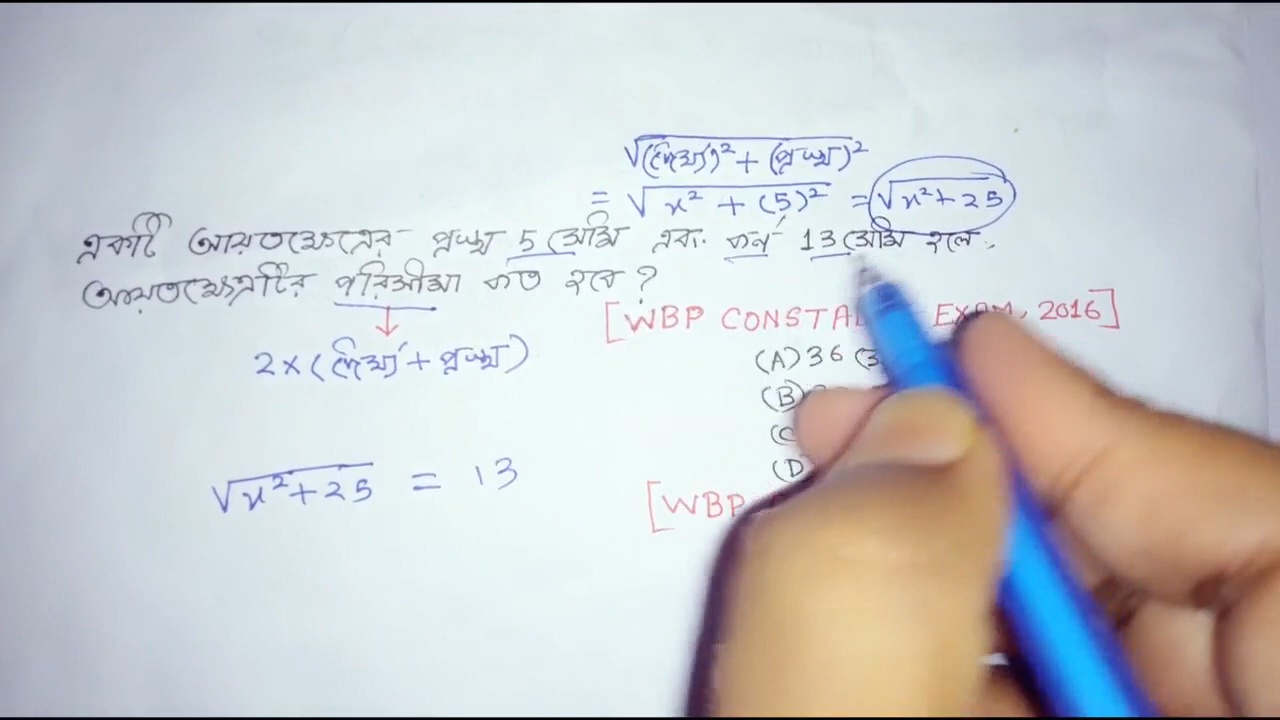 √(দৈর্ঘ্য)² + (প্রস্থ)²
= √x² + (5)² = √x² + 25
একটি আয়তক্ষেত্রের প্রস্থ 5 সেমি এবং কর্ণ 13 সেমি হলে
আয়তক্ষেত্রটির পরিসীমা কত হবে?
[WBP EXAM, 2016]
2×(দৈর্ঘ্য + প্রস্থ)
(A) 36
(B)
√x²+25 = 13
(C
(D
[WBP